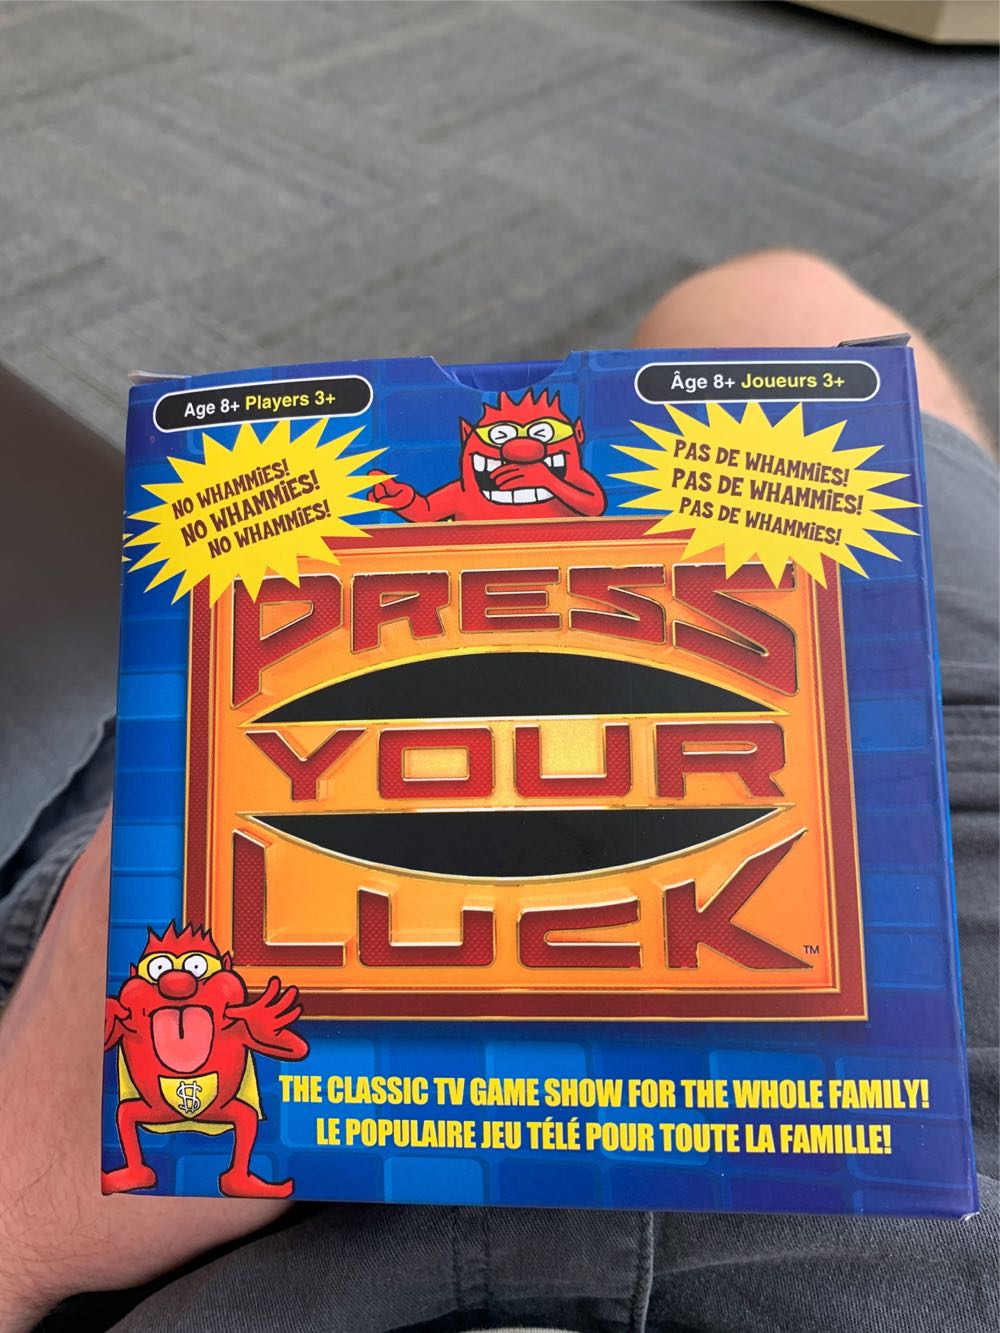 Age 8+ Players 3+
Âge 8+ Joueurs 3+
NO WHAMMiES!
NO WHAMMiES!
NO WHAMMiES!
PAS DE WHAMMiES!
PAS DE WHAMMiES!
PAS DE WHAMMiES!
PRESS
YOUR
LUCK™
THE CLASSIC TV GAME SHOW FOR THE WHOLE FAMILY!
LE POPULAIRE JEU TÉLÉ POUR TOUTE LA FAMILLE!